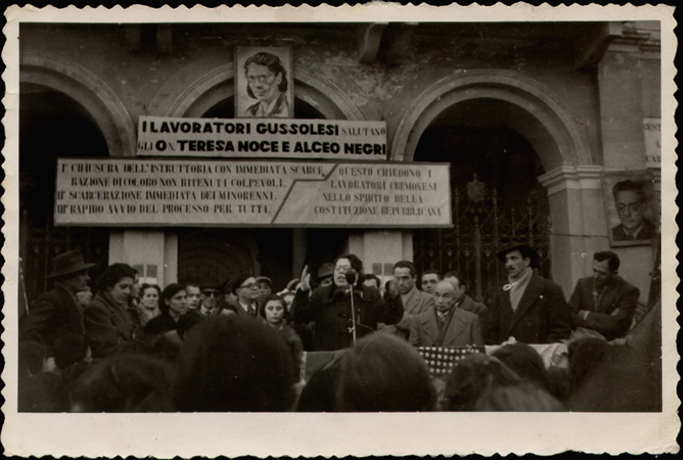 I LAVORATORI GUSSOLESI SALUTANO
GLI ON. TERESA NOCE E ALCEO NEGRI
I° CHIUSURA DELL'ISTRUTTORIA CON IMMEDIATA SCARCE_
RAZIONE DI COLORO NON RITENUTI COLPEVOLI.
II° SCARCERAZIONE IMMEDIATA DEI MINORENNI.
III° RAPIDO AVVIO DEL PROCESSO PER TUTTI.
QUESTO CHIEDONO I
LAVORATORI CREMONESI
NELLO SPIRITO DELLA
COSTITUZIONE REPUBBLICANA